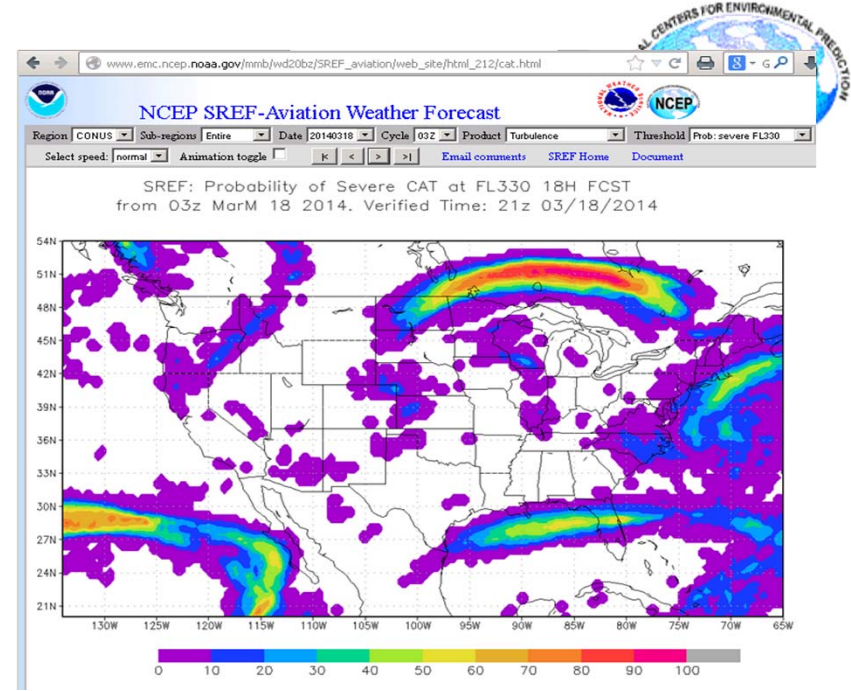 CENTERS FOR ENVIRONMENTAL PREDICTION
www.emc.ncep.noaa.gov/mmb/wd20bz/SREF_aviation/web_site/html_212/cat.html
NOAA
NCEP SREF-Aviation Weather Forecast
NCEP
Region CONUS Sub-regions Entire Date 20140318 Cycle 03Z Product Turbulence Threshold Prob: severe FL330
Select speed: normal Animation toggle |< < > >| Email comments SREF Home Document
SREF: Probability of Severe CAT at FL330 18H FCST
from 03z MarM 18 2014. Verified Time: 21z 03/18/2014
54N
51N
48N
45N
42N
39N
36N
33N
30N
27N
24N
21N
130W 125W 120W 115W 110W 105W 100W 95W 90W 85W 80W 75W 70W 65W
0 10 20 30 40 50 60 70 80 90 100